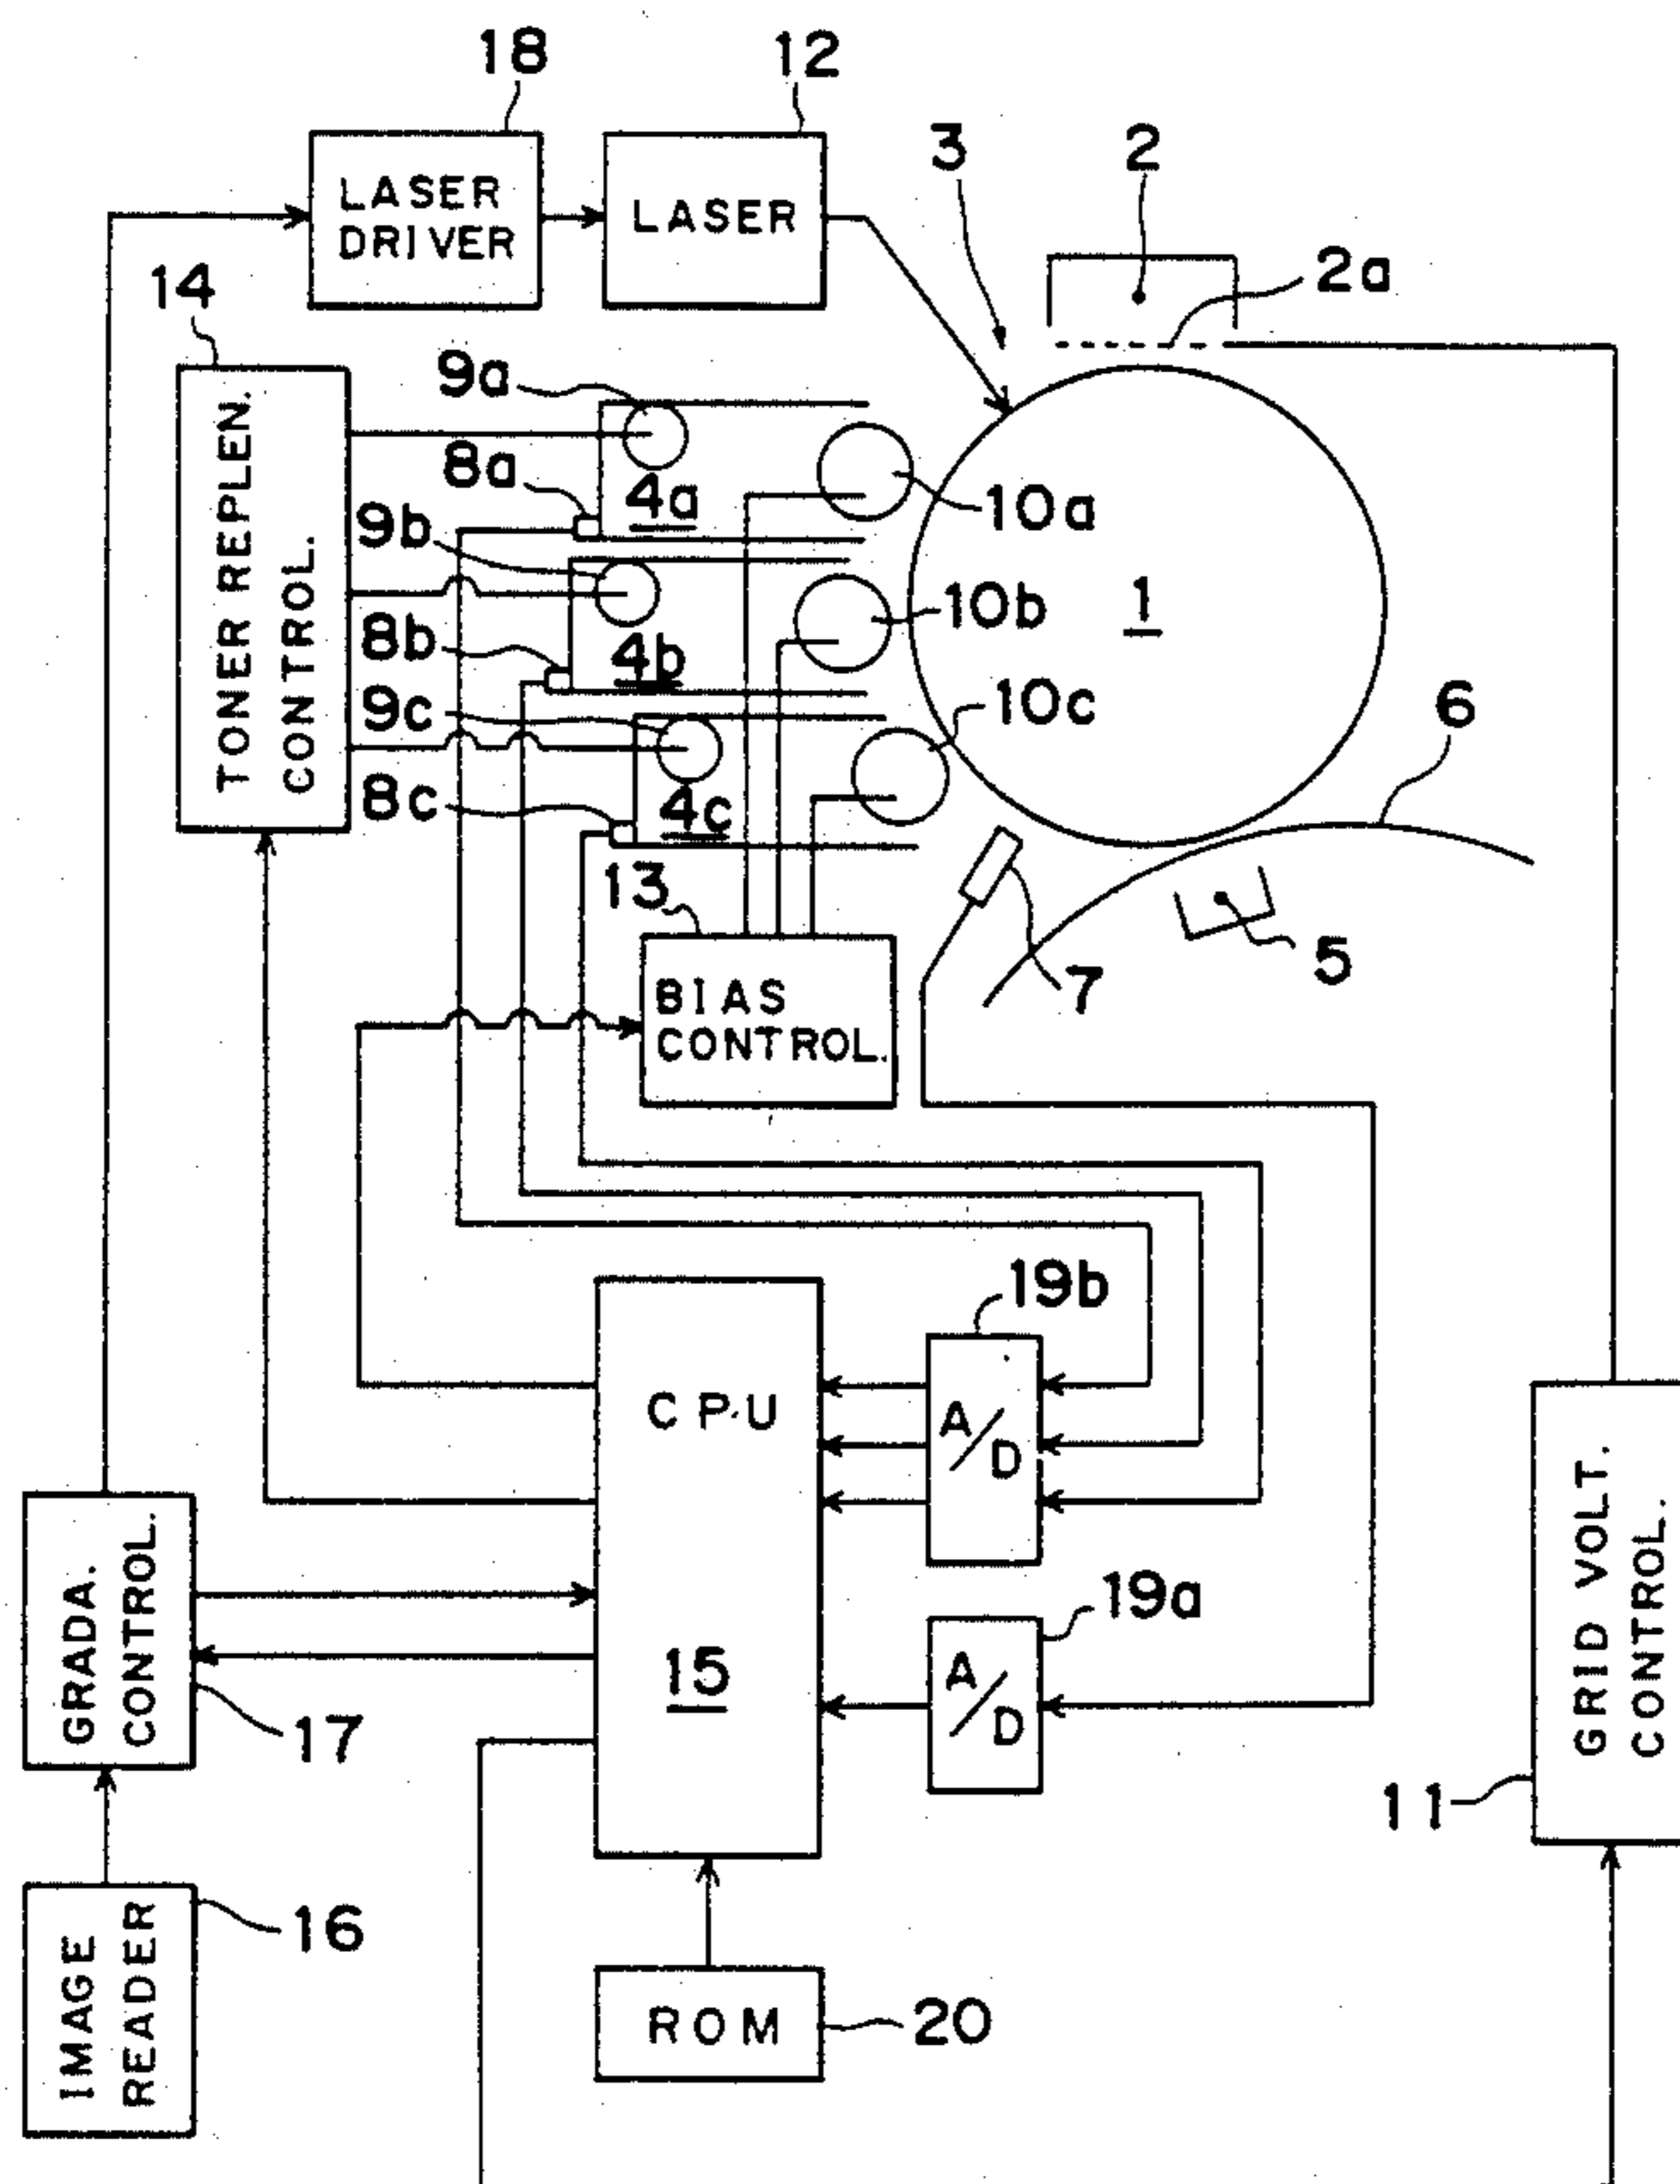 18
12
3
2
LASER
DRIVER
LASER
2a
14
9a
8a
4a
10a
TONER REPLEN.
CONTROL.
9b
10b
1
8b
4b
9c
10c
6
8c
4c
13
5
7
BIAS
CONTROL.
19b
CPU
A/D
GRADA.
CONTROL.
19a
15
A/D
GRID VOLT.
CONTROL.
17
11
16
IMAGE
READER
ROM
20